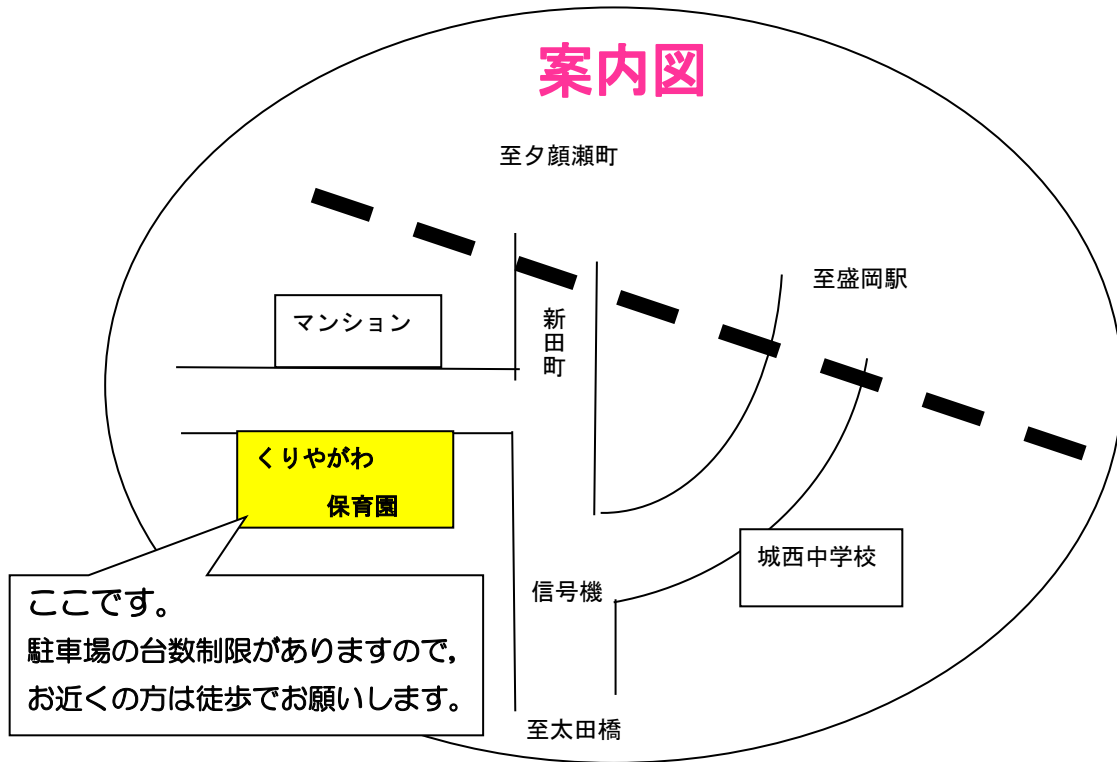 案内図
至夕顔瀬町
至盛岡駅
マンション
新田町
くりやがわ
保育園
城西中学校
信号機
ここです。
駐車場の台数制限がありますので,
お近くの方は徒歩でお願いします。
至太田橋